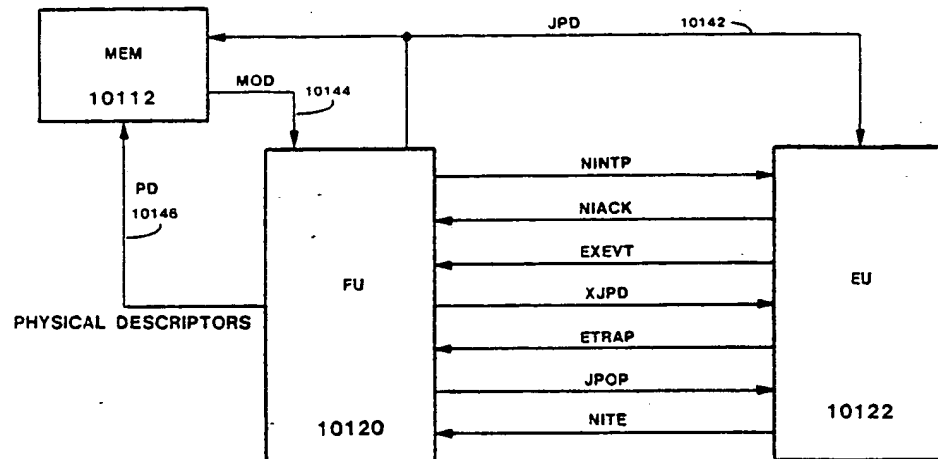 JPD
10142
MEM
10112
MOD
10144
PD
10146
PHYSICAL DESCRIPTORS
FU
10120
NINTP
NIACK
EXEVT
XJPD
ETRAP
JPOP
NITE
EU
10122